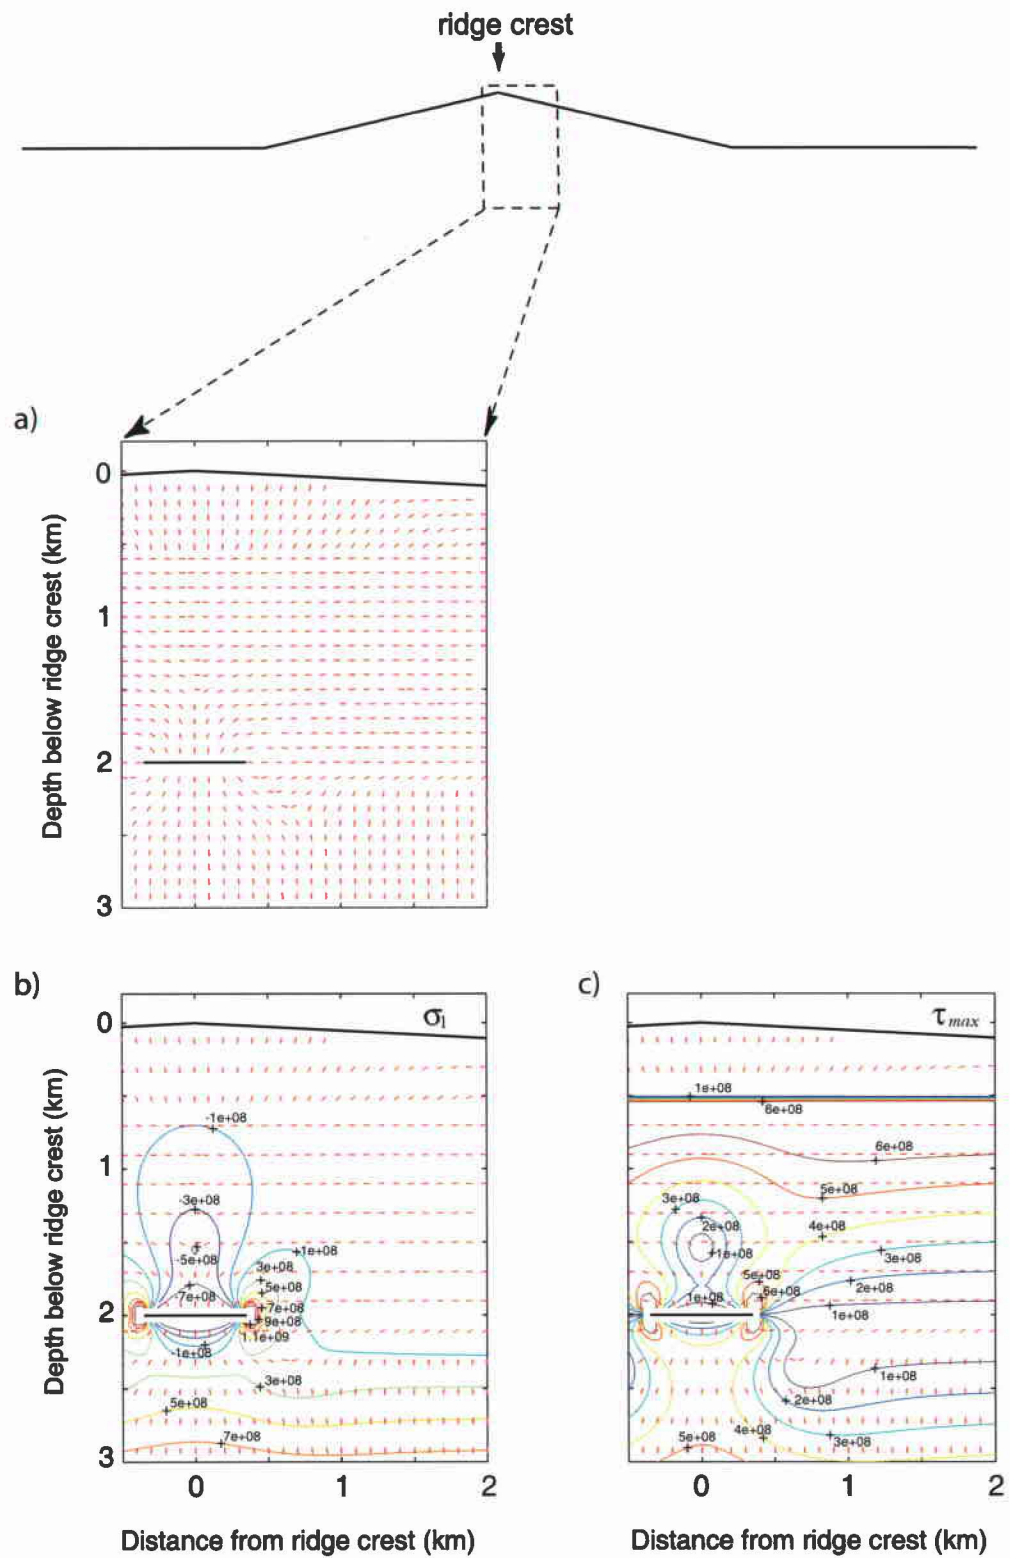 ridge crest
a)
0
1
2
3
Depth below ridge crest (km)
b)
σ1
0
1
2
3
Depth below ridge crest (km)
-1e+08
-3e+08
-5e+08
-7e+08
1e+08
3e+08
5e+08
7e+08
9e+08
1.1e+09
-1e+08
3e+08
5e+08
7e+08
0
1
2
Distance from ridge crest (km)
c)
τmax
1e+08
6e+08
6e+08
5e+08
3e+08
4e+08
2e+08
3e+08
1e+08
5e+08
2e+08
6e+08
1e+08
1e+08
1e+08
2e+08
5e+08
4e+08
3e+08
0
1
2
Distance from ridge crest (km)